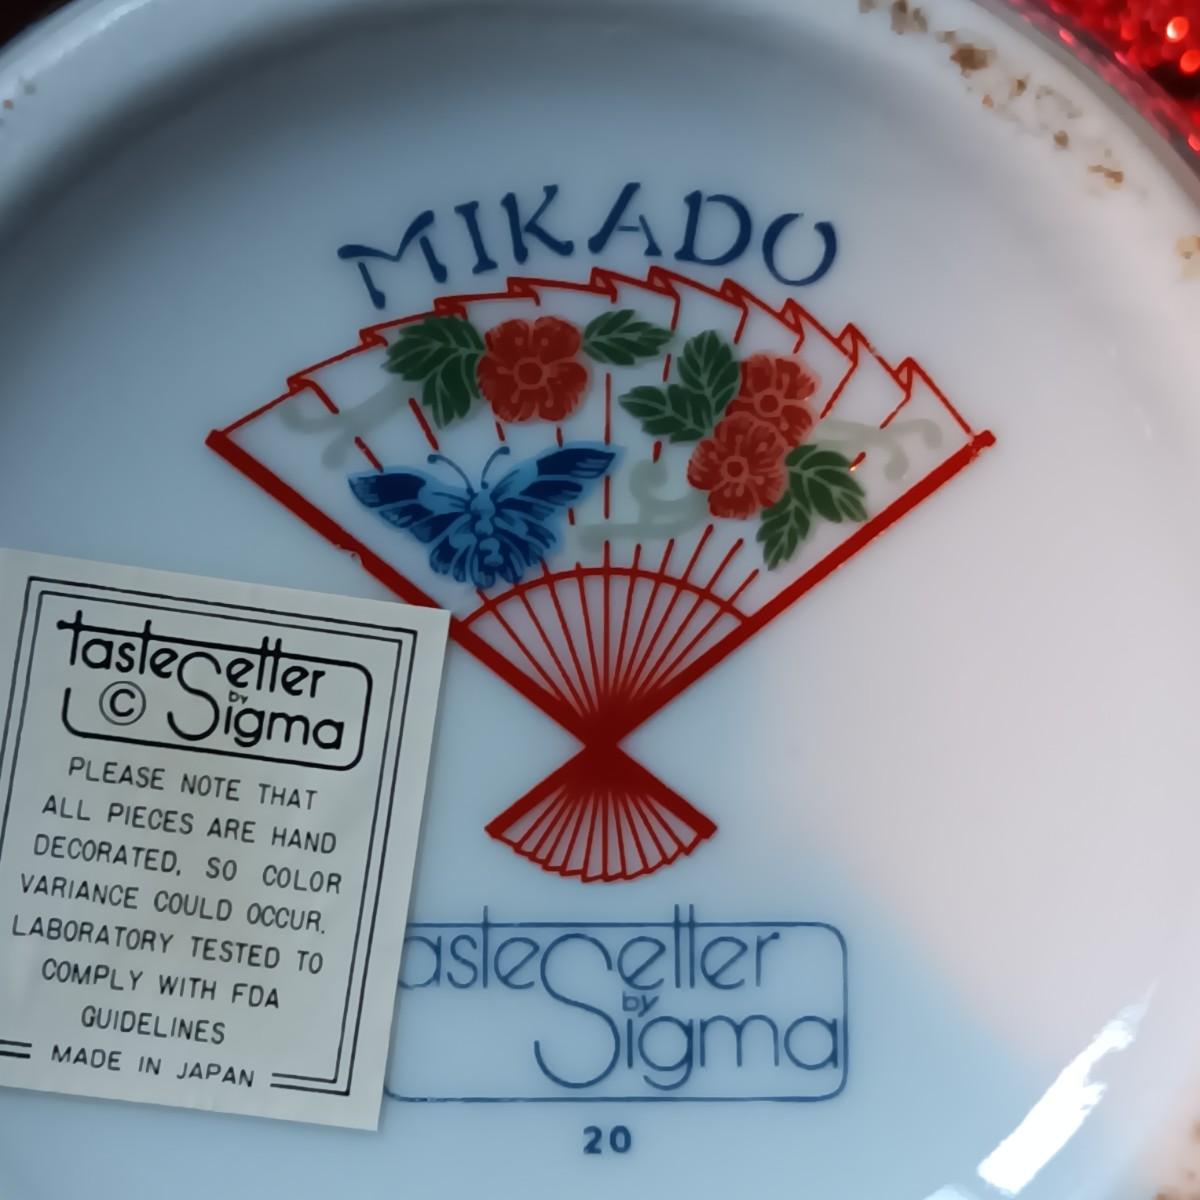 MIKADO
tasteSetter
© by
Sigma
PLEASE NOTE THAT
ALL PIECES ARE HAND
DECORATED, SO COLOR
VARIANCE COULD OCCUR.
LABORATORY TESTED TO
COMPLY WITH FDA
GUIDELINES
MADE IN JAPAN
asteSetter
by
Sigma
20